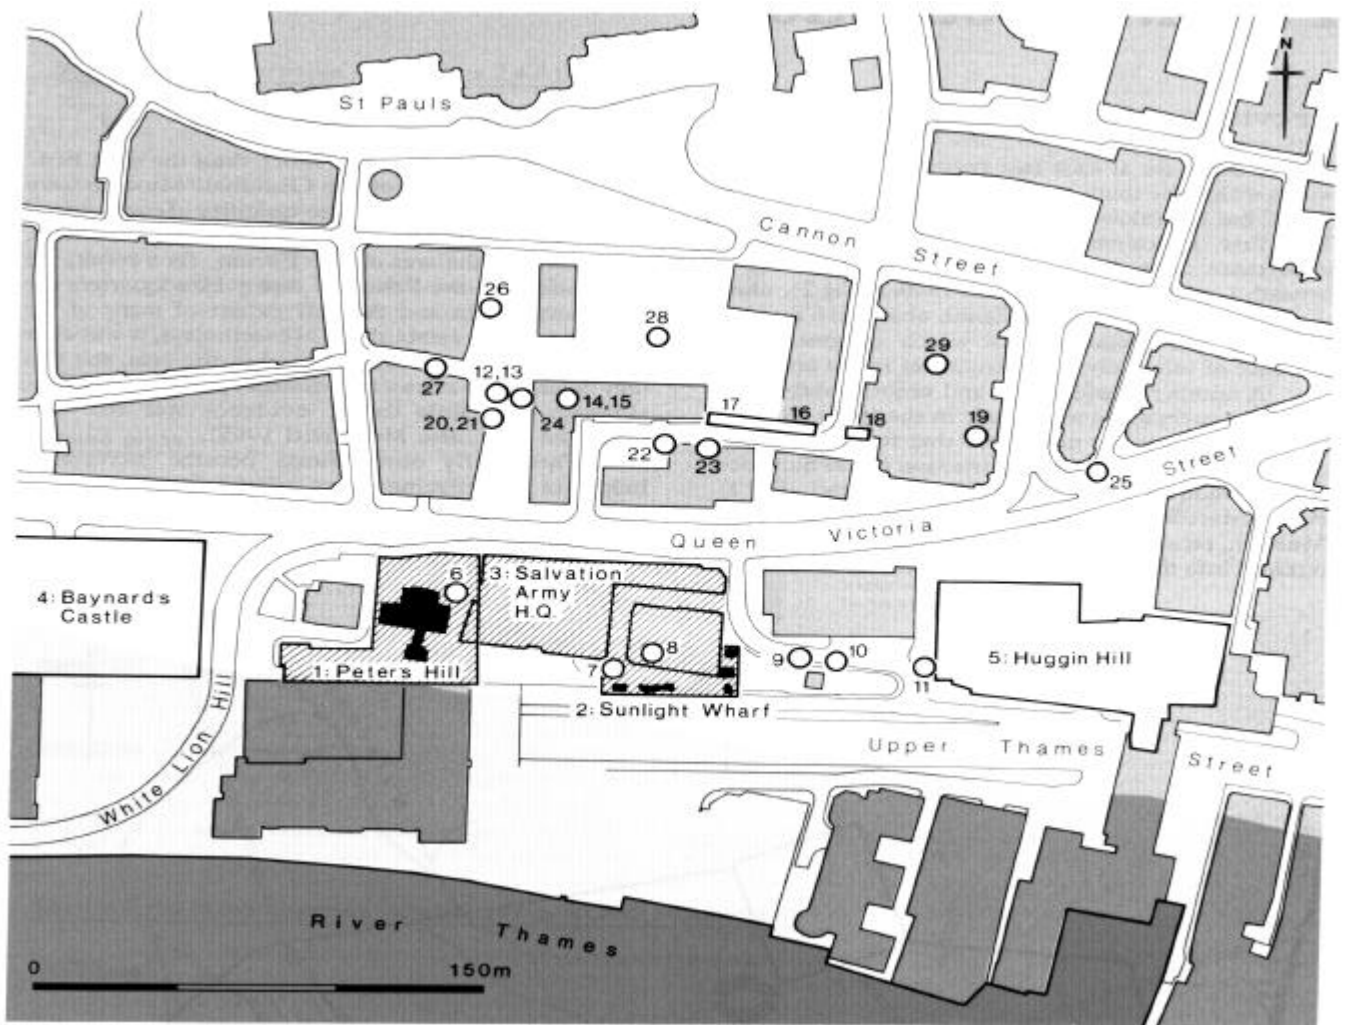 N
St Pauls
Cannon
Street
26
28
29
27
12,13
14,15
17
16
18
19
20,21
24
22
23
25
Street
Victoria
Queen
6
3: Salvation
Army
H.Q.
4: Baynard's
Castle
8
7
9
10
11
5: Huggin Hill
1: Peter's Hill
2: Sunlight Wharf
Upper Thames
Street
White Lion Hill
River Thames
0
150m